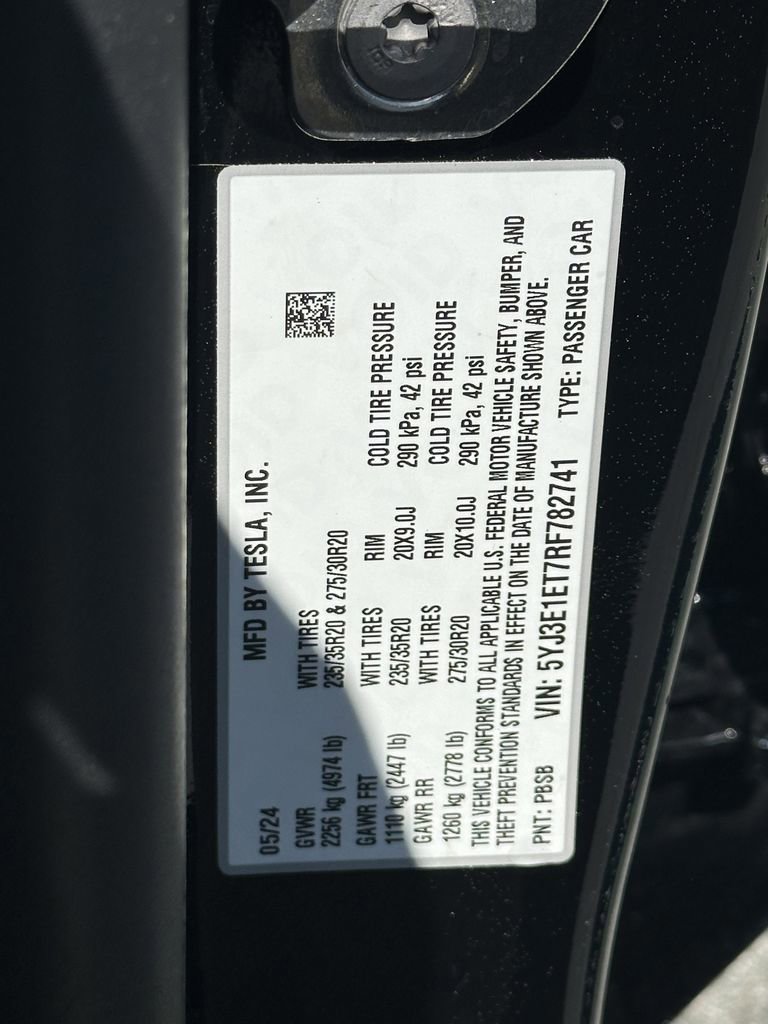 MFD BY TESLA, INC.
05/24
GVWR WITH TIRES
2256 kg (4974 lb) 235/35R20 & 275/30R20
GAWR FRT WITH TIRES RIM COLD TIRE PRESSURE
1110 kg (2447 lb) 235/35R20 20X9.0J 290 kPa, 42 psi
GAWR RR WITH TIRES RIM COLD TIRE PRESSURE
1260 kg (2778 lb) 275/30R20 20X10.0J 290 kPa, 42 psi
THIS VEHICLE CONFORMS TO ALL APPLICABLE U.S. FEDERAL MOTOR VEHICLE SAFETY, BUMPER, AND
THEFT PREVENTION STANDARDS IN EFFECT ON THE DATE OF MANUFACTURE SHOWN ABOVE.
PNT: PBSB VIN: 5YJ3E1ET7RF782741 TYPE: PASSENGER CAR